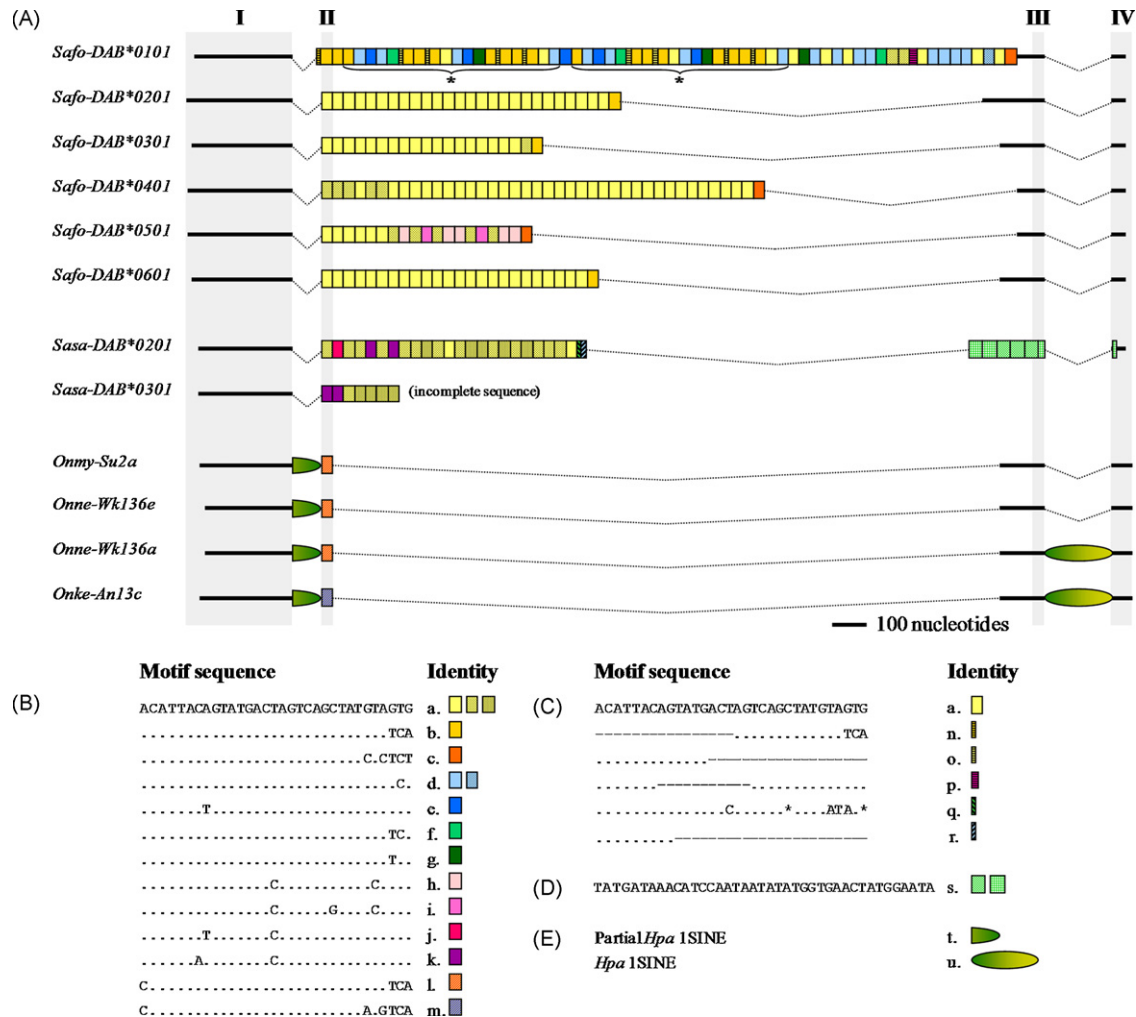 (A)
I II III IV
Safo-DAB*0101
* *
Safo-DAB*0201
Safo-DAB*0301
Safo-DAB*0401
Safo-DAB*0501
Safo-DAB*0601
Sasa-DAB*0201
Sasa-DAB*0301 (incomplete sequence)
Onmy-Su2a
Onne-Wk136e
Onne-Wk136a
Onke-An13c
100 nucleotides
Motif sequence Identity
(B)
ACATTACAGTATGACTAGTCAGCTATGTAGTG a.
.............................TCA b.
..........................C.CTCT c.
..............................C. d.
.......T........................ e.
.............................TC. f.
.............................T.. g.
...............C...........C.... h.
...............C......G....C.... i.
.......T.......C................ j.
......A........C................ k.
C............................TCA l.
C.........................A.GTCA m.
Motif sequence Identity
(C)
ACATTACAGTATGACTAGTCAGCTATGTAGTG a.
-----------------............TCA n.
.............------------------- o.
.......-----------.............. p.
...............C......*....ATA.* q.
.........----------------------- r.
(D) TATGATAAACATCCAATAATATATGGTGAACTATGGAATA s.
(E) Partial Hpa 1SINE t.
Hpa 1SINE u.